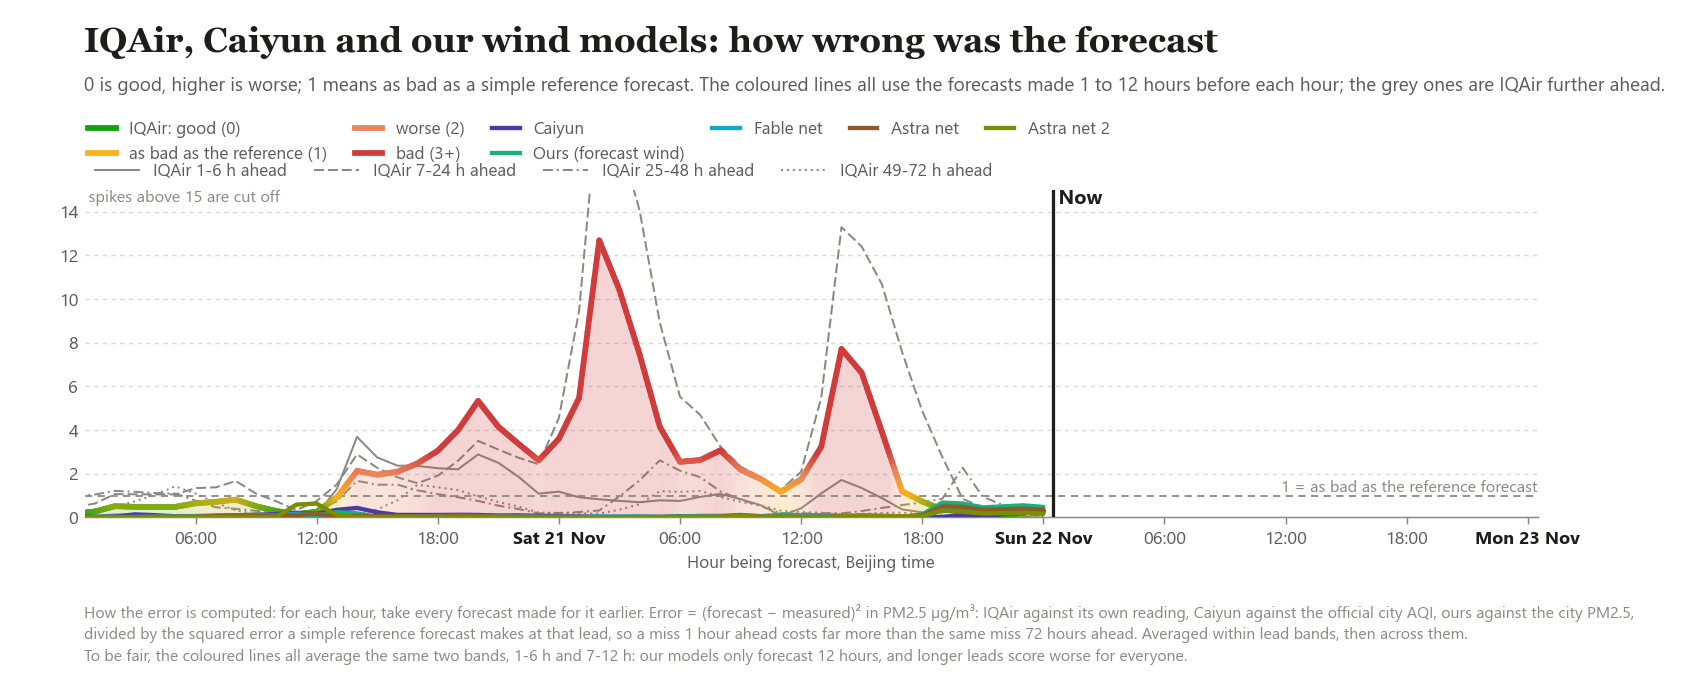 IQAir, Caiyun and our wind models: how wrong was the forecast
0 is good, higher is worse; 1 means as bad as a simple reference forecast. The coloured lines all use the forecasts made 1 to 12 hours before each hour; the grey ones are IQAir further ahead.
IQAir: good (0) worse (2) Caiyun Fable net Astra net Astra net 2
as bad as the reference (1) bad (3+) Ours (forecast wind)
IQAir 1-6 h ahead IQAir 7-24 h ahead IQAir 25-48 h ahead IQAir 49-72 h ahead
spikes above 15 are cut off
Now
14
12
10
8
6
4
2
1 = as bad as the reference forecast
0
06:00 12:00 18:00 Sat 21 Nov 06:00 12:00 18:00 Sun 22 Nov 06:00 12:00 18:00 Mon 23 Nov
Hour being forecast, Beijing time
How the error is computed: for each hour, take every forecast made for it earlier. Error = (forecast − measured)² in PM2.5 µg/m³: IQAir against its own reading, Caiyun against the official city AQI, ours against the city PM2.5,
divided by the squared error a simple reference forecast makes at that lead, so a miss 1 hour ahead costs far more than the same miss 72 hours ahead. Averaged within lead bands, then across them.
To be fair, the coloured lines all average the same two bands, 1-6 h and 7-12 h: our models only forecast 12 hours, and longer leads score worse for everyone.